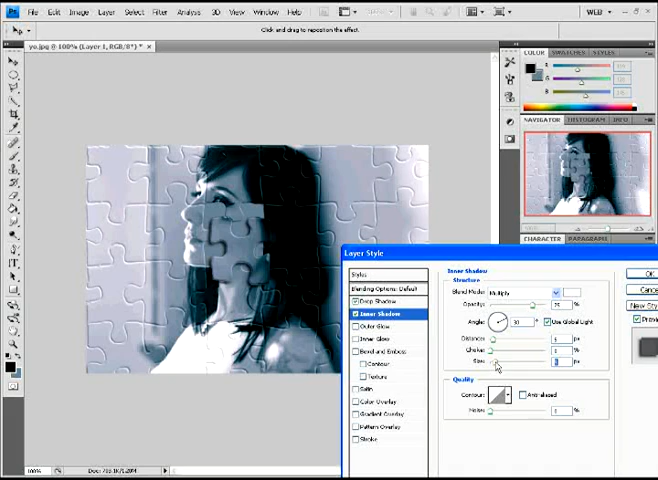 Ps File Edit Image Layer Select Filter Analysis 3D View Window Help WEB
Click and drag to reposition the effect.
yo.jpg @ 100% (Layer 1, RGB/8*) *
COLOR SWATCHES STYLES
R
G
B
NAVIGATOR HISTOGRAM INFO
CHARACTER PARAGRAPH
Layer Style
Styles
Blending Options: Default
Drop Shadow
Inner Shadow
Outer Glow
Inner Glow
Bevel and Emboss
Contour
Texture
Satin
Color Overlay
Gradient Overlay
Pattern Overlay
Stroke
Inner Shadow
Structure
Blend Mode: Multiply
Opacity: 75 %
Angle: 30 ° Use Global Light
Distance: px
Choke: %
Size: px
Quality
Contour: Anti-aliased
Noise: %
OK
Cance
New Sty
Previe
100%